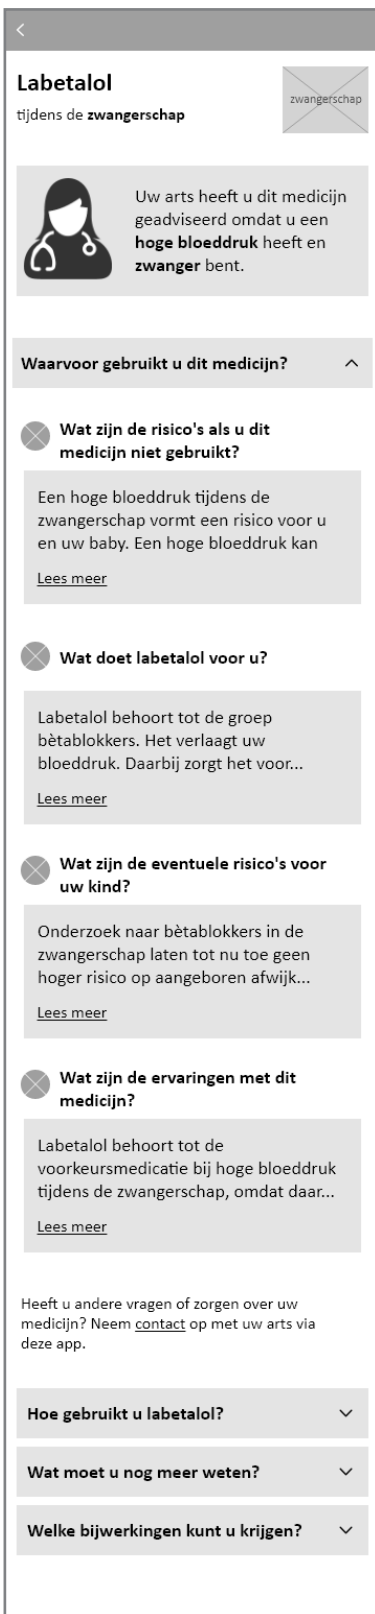 Labetalol
tijdens de zwangerschap
zwangerschap
Uw arts heeft u dit medicijn
geadviseerd omdat u een
hoge bloeddruk heeft en
zwanger bent.
Waarvoor gebruikt u dit medicijn?
Wat zijn de risico's als u dit
medicijn niet gebruikt?
Een hoge bloeddruk tijdens de
zwangerschap vormt een risico voor u
en uw baby. Een hoge bloeddruk kan
Lees meer
Wat doet labetalol voor u?
Labetalol behoort tot de groep
bètablokkers. Het verlaagt uw
bloeddruk. Daarbij zorgt het voor...
Lees meer
Wat zijn de eventuele risico's voor
uw kind?
Onderzoek naar bètablokkers in de
zwangerschap laten tot nu toe geen
hoger risico op aangeboren afwijk...
Lees meer
Wat zijn de ervaringen met dit
medicijn?
Labetalol behoort tot de
voorkeursmedicatie bij hoge bloeddruk
tijdens de zwangerschap, omdat daar...
Lees meer
Heeft u andere vragen of zorgen over uw
medicijn? Neem contact op met uw arts via
deze app.
Hoe gebruikt u labetalol?
Wat moet u nog meer weten?
Welke bijwerkingen kunt u krijgen?